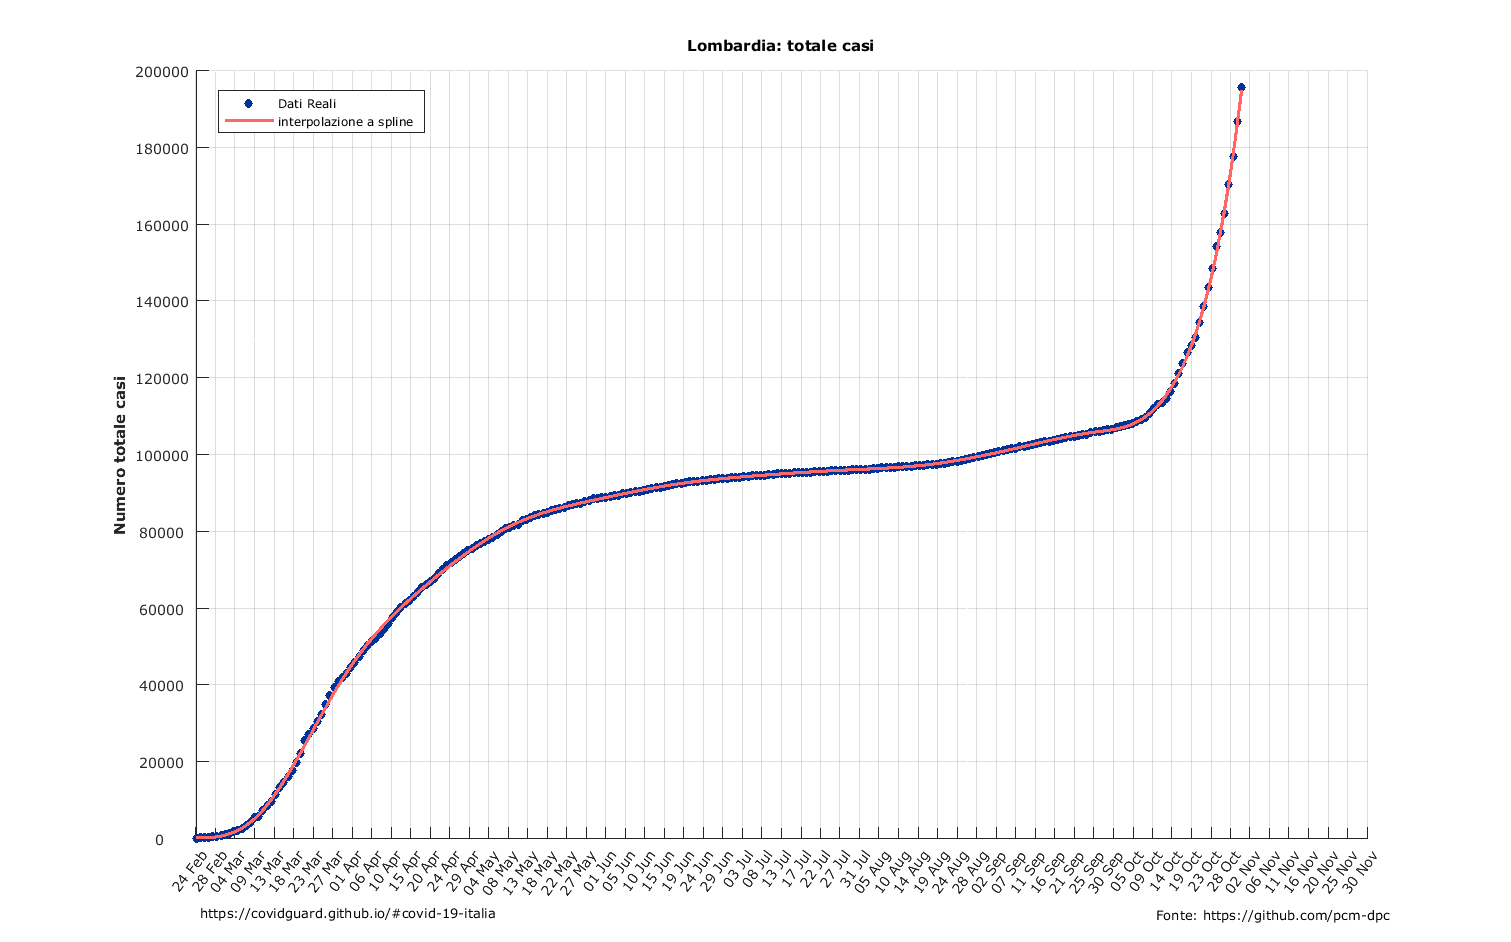 Lombardia: totale casi
Numero totale casi
200000
180000
160000
140000
120000
100000
80000
60000
40000
20000
0
Dati Reali
interpolazione a spline
24 Feb
28 Feb
04 Mar
09 Mar
13 Mar
18 Mar
23 Mar
27 Mar
01 Apr
06 Apr
10 Apr
15 Apr
20 Apr
24 Apr
29 Apr
04 May
08 May
13 May
18 May
22 May
27 May
01 Jun
05 Jun
10 Jun
15 Jun
19 Jun
24 Jun
29 Jun
03 Jul
08 Jul
13 Jul
17 Jul
22 Jul
27 Jul
31 Jul
05 Aug
10 Aug
14 Aug
19 Aug
24 Aug
28 Aug
02 Sep
07 Sep
11 Sep
16 Sep
21 Sep
25 Sep
30 Sep
05 Oct
09 Oct
14 Oct
19 Oct
23 Oct
28 Oct
02 Nov
06 Nov
11 Nov
16 Nov
20 Nov
25 Nov
30 Nov
https://covidguard.github.io/#covid-19-italia
Fonte: https://github.com/pcm-dpc